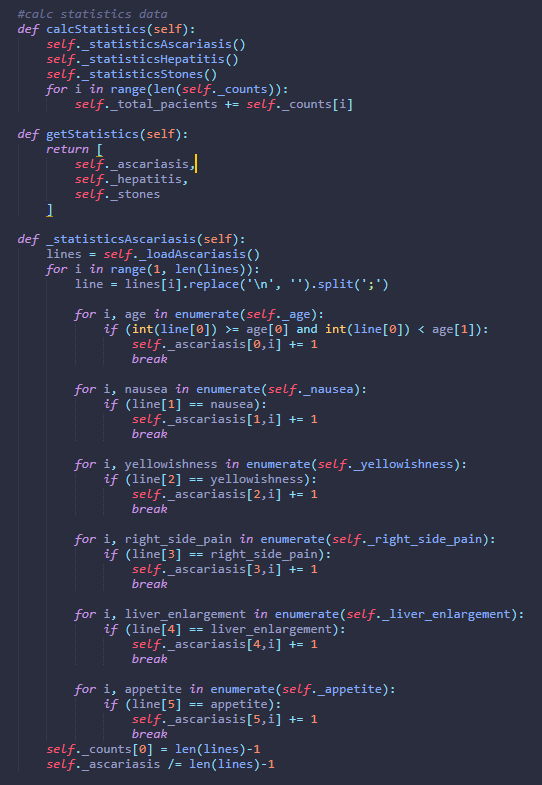 #calc statistics data
def calcStatistics(self):
    self._statisticsAscariasis()
    self._statisticsHepatitis()
    self._statisticsStones()
    for i in range(len(self._counts)):
        self._total_pacients += self._counts[i]

def getStatistics(self):
    return [
        self._ascariasis,
        self._hepatitis,
        self._stones
    ]

def _statisticsAscariasis(self):
    lines = self._loadAscariasis()
    for i in range(1, len(lines)):
        line = lines[i].replace('\n', '').split(';')

        for i, age in enumerate(self._age):
            if (int(line[0]) >= age[0] and int(line[0]) < age[1]):
                self._ascariasis[0,i] += 1
                break

        for i, nausea in enumerate(self._nausea):
            if (line[1] == nausea):
                self._ascariasis[1,i] += 1
                break

        for i, yellowishness in enumerate(self._yellowishness):
            if (line[2] == yellowishness):
                self._ascariasis[2,i] += 1
                break

        for i, right_side_pain in enumerate(self._right_side_pain):
            if (line[3] == right_side_pain):
                self._ascariasis[3,i] += 1
                break

        for i, liver_enlargement in enumerate(self._liver_enlargement):
            if (line[4] == liver_enlargement):
                self._ascariasis[4,i] += 1
                break

        for i, appetite in enumerate(self._appetite):
            if (line[5] == appetite):
                self._ascariasis[5,i] += 1
                break
    self._counts[0] = len(lines)-1
    self._ascariasis /= len(lines)-1